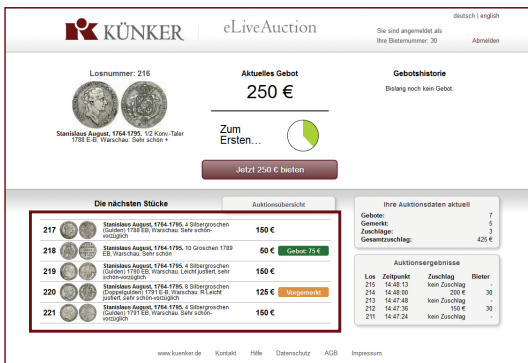 deutsch | english
KÜNKER
eLiveAuction
Sie sind angemeldet als
Ihre Bieternummer: 30
Abmelden
Losnummer: 216
Stanislaus August, 1764-1795. 1/2 Konv.-Taler
1788 E-B, Warschau. Sehr schön +
Aktuelles Gebot
250 €
Zum
Ersten...
Jetzt 250 € bieten
Gebotshistorie
Bislang noch kein Gebot.
Die nächsten Stücke
Auktionsübersicht
217
Stanislaus August, 1764-1795. 4 Silbergroschen
(Gulden) 1788 EB, Warschau. Sehr schön-
vorzüglich
150 €
218
Stanislaus August, 1764-1795. 10 Groschen 1789
EB, Warschau. Sehr schön
50 €
Gebot: 75 €
219
Stanislaus August, 1764-1795. 4 Silbergroschen
(Gulden) 1790 EB, Warschau. Leicht justiert, sehr
schön-vorzüglich
150 €
220
Stanislaus August, 1764-1795. 8 Silbergroschen
(Doppelgulden) 1791 E-B, Warschau. R Leicht
justiert, sehr schön-vorzüglich
125 €
Vorgemerkt
221
Stanislaus August, 1764-1795. 4 Silbergroschen
(Gulden) 1791 EB, Warschau. Sehr schön-
vorzüglich
150 €
Ihre Auktionsdaten aktuell
Gebote: 7
Gemerkt: 5
Zuschläge: 3
Gesamtzuschlag: 425 €
Auktionsergebnisse
Los Zeitpunkt Zuschlag Bieter
215 14:48:13 kein Zuschlag -
214 14:48:00 200 € 30
213 14:47:48 kein Zuschlag -
212 14:47:36 150 € 30
211 14:47:24 kein Zuschlag -
www.kuenker.de Kontakt Hilfe Datenschutz AGB Impressum